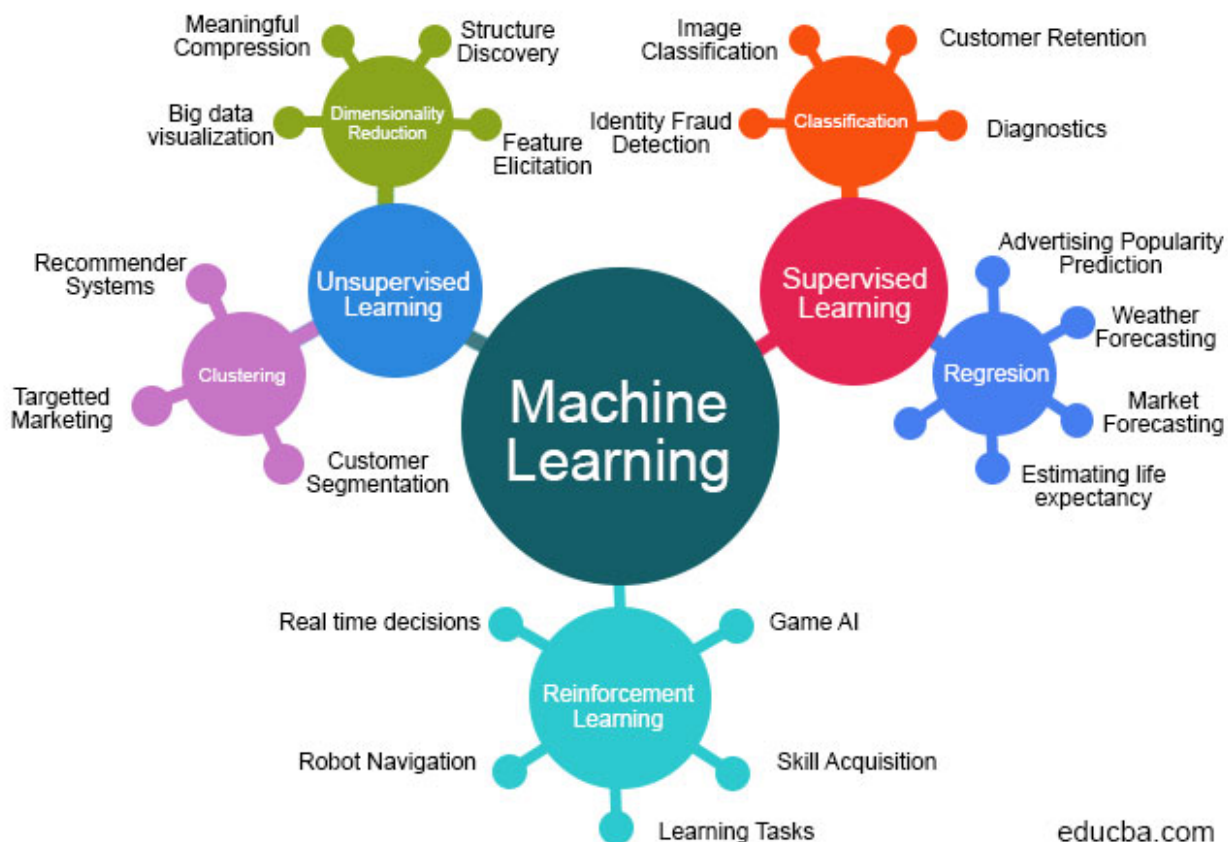 Meaningful
Compression
Structure
Discovery
Big data
visualization
Dimensionality
Reduction
Feature
Elicitation
Image
Classification
Customer Retention
Identity Fraud
Detection
Classification
Diagnostics
Recommender
Systems
Unsupervised
Learning
Clustering
Targetted
Marketing
Customer
Segmentation
Machine
Learning
Supervised
Learning
Advertising Popularity
Prediction
Weather
Forecasting
Regresion
Market
Forecasting
Estimating life
expectancy
Real time decisions
Game AI
Reinforcement
Learning
Robot Navigation
Skill Acquisition
Learning Tasks
educba.com